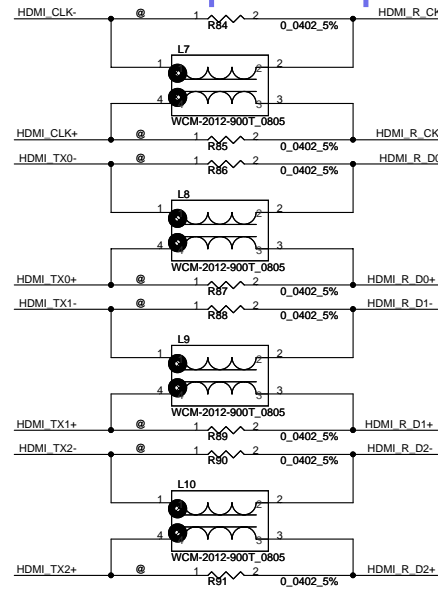 HDMI_CLK- @ 1 R84 2 0_0402_5% HDMI_R_CK
L7
1 2 2
4 3 3
WCM-2012-900T_0805
HDMI_CLK+ @ 1 R85 2 0_0402_5% HDMI_R_CK
HDMI_TX0- @ 1 R86 2 0_0402_5% HDMI_R_D0
L8
1 2 2
4 3 3
WCM-2012-900T_0805
HDMI_TX0+ @ 1 R87 2 0_0402_5% HDMI_R_D0+
HDMI_TX1- @ 1 R88 2 0_0402_5% HDMI_R_D1-
L9
1 2 2
4 3 3
WCM-2012-900T_0805
HDMI_TX1+ @ 1 R89 2 0_0402_5% HDMI_R_D1+
HDMI_TX2- @ 1 R90 2 0_0402_5% HDMI_R_D2-
L10
1 2 2
4 3 3
WCM-2012-900T_0805
HDMI_TX2+ @ 1 R91 2 0_0402_5% HDMI_R_D2+